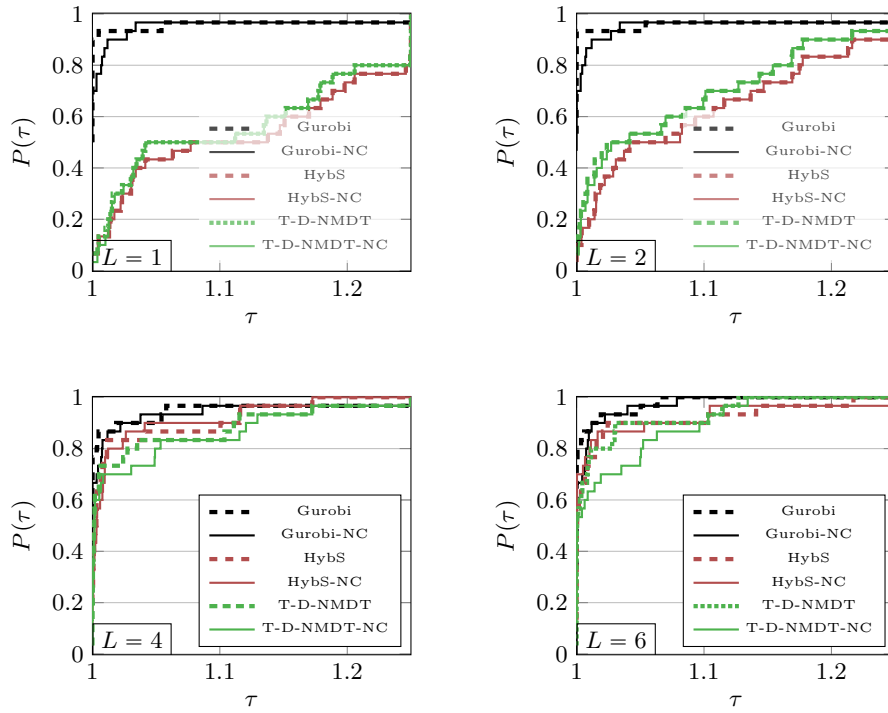 1
0.8
0.6
0.4
0.2
0
P(τ)
Gurobi
Gurobi-NC
HybS
HybS-NC
T-D-NMDT
T-D-NMDT-NC
L = 1
1 1.1 1.2
τ
1
0.8
0.6
0.4
0.2
0
P(τ)
Gurobi
Gurobi-NC
HybS
HybS-NC
T-D-NMDT
T-D-NMDT-NC
L = 2
1 1.1 1.2
τ
1
0.8
0.6
0.4
0.2
0
P(τ)
Gurobi
Gurobi-NC
HybS
HybS-NC
T-D-NMDT
T-D-NMDT-NC
L = 4
1 1.1 1.2
τ
1
0.8
0.6
0.4
0.2
0
P(τ)
Gurobi
Gurobi-NC
HybS
HybS-NC
T-D-NMDT
T-D-NMDT-NC
L = 6
1 1.1 1.2
τ